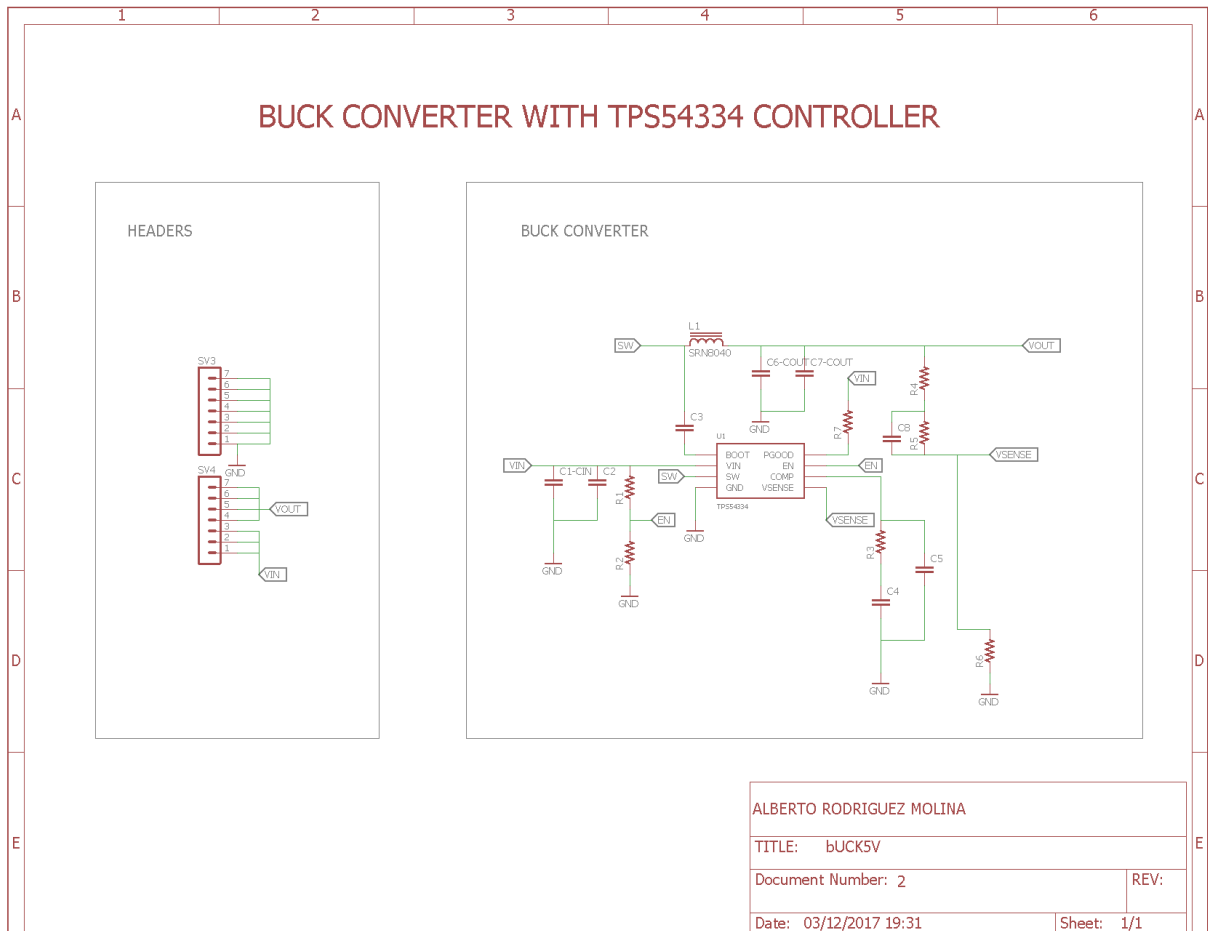 1 2 3 4 5 6
A A
BUCK CONVERTER WITH TPS54334 CONTROLLER
HEADERS
BUCK CONVERTER
B B
L1
SW
SRN8040
VOUT
C6-COUT
C7-COUT
VIN
R4
SV3
7
6
5
4
3
2
1
GND
C3
GND
R7
C8
R5
VSENSE
U1
BOOT PGOOD
VIN EN
SW COMP
GND VSENSE
TPS54334
VIN
C1-CIN
C2
R1
SW
EN
C C
SV4
7
6
5
4
3
2
1
VOUT
VIN
EN
VSENSE
GND
R2
R3
C5
GND
GND
C4
D D
R6
GND
GND
ALBERTO RODRIGUEZ MOLINA
TITLE: bUCK5V
E E
Document Number: 2
REV:
Date: 03/12/2017 19:31
Sheet: 1/1